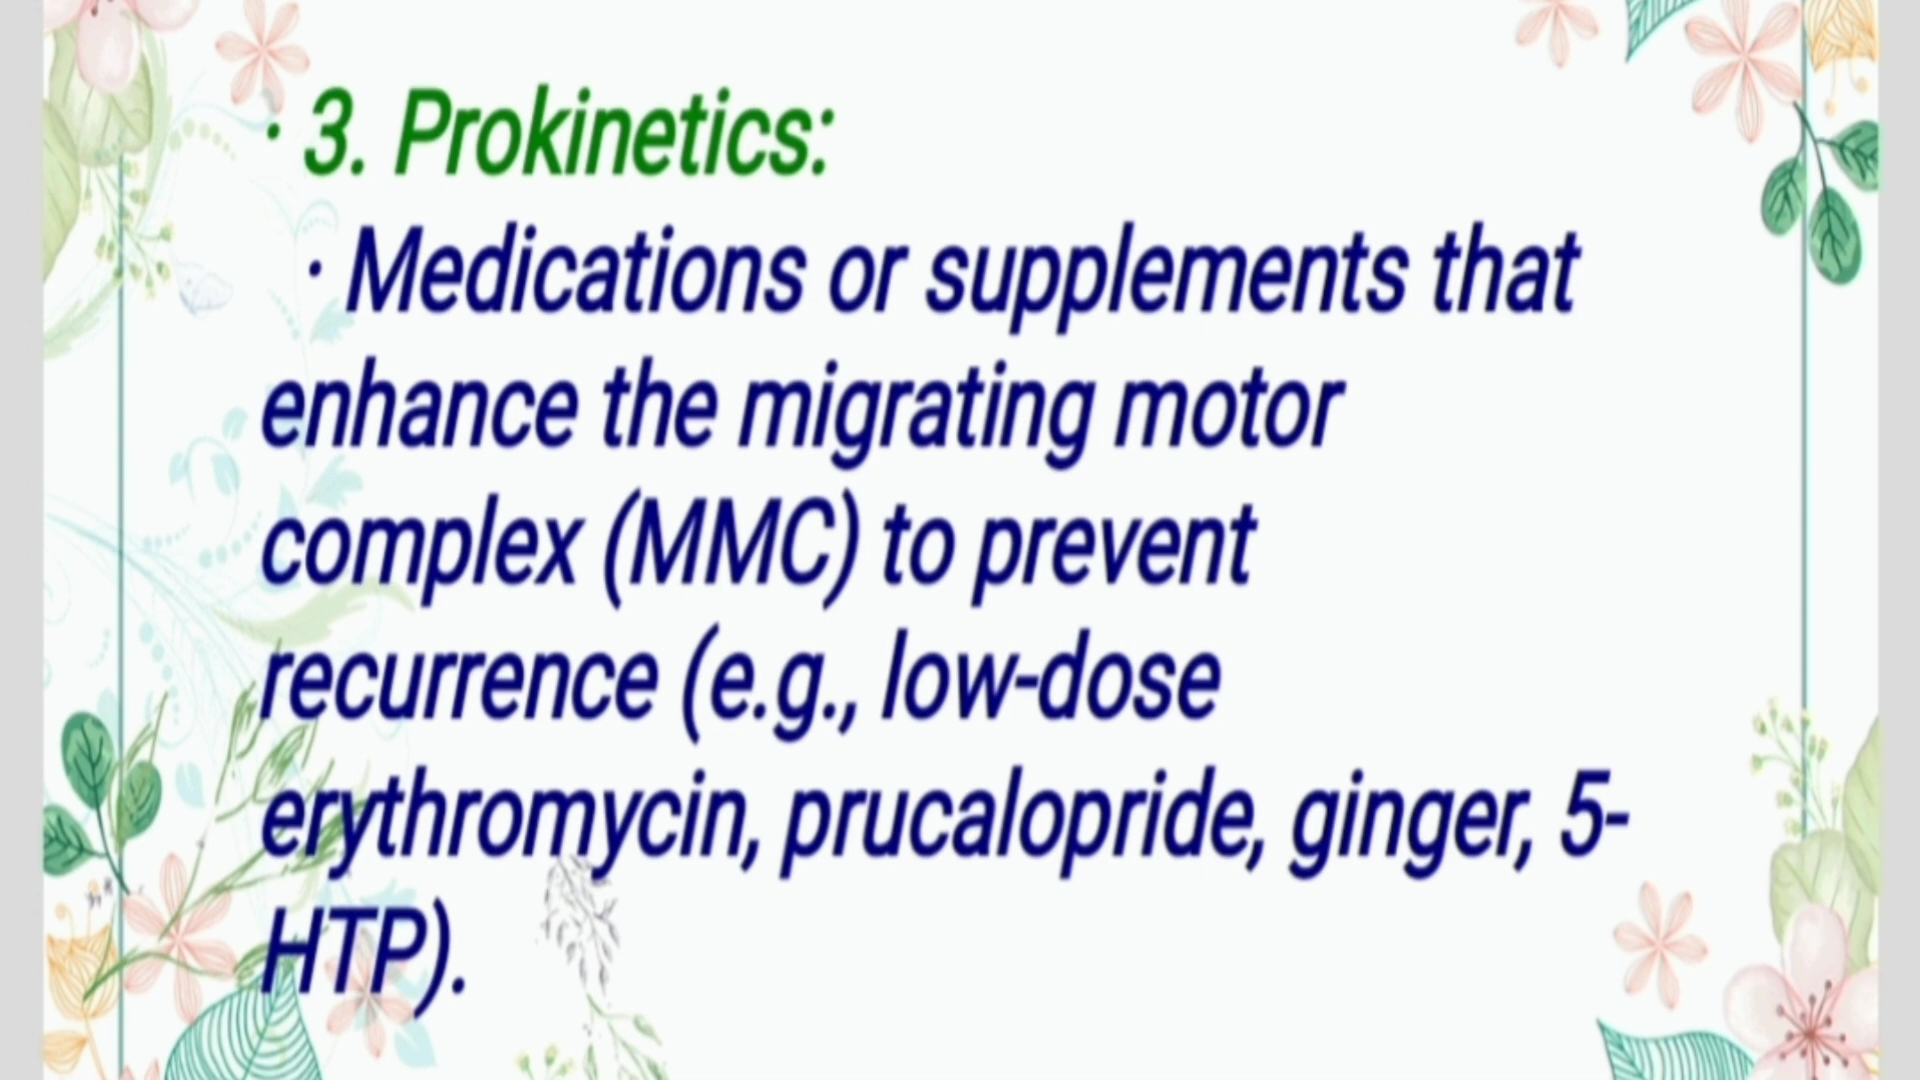 · 3. Prokinetics:
· Medications or supplements that
enhance the migrating motor
complex (MMC) to prevent
recurrence (e.g., low-dose
erythromycin, prucalopride, ginger, 5-
HTP).